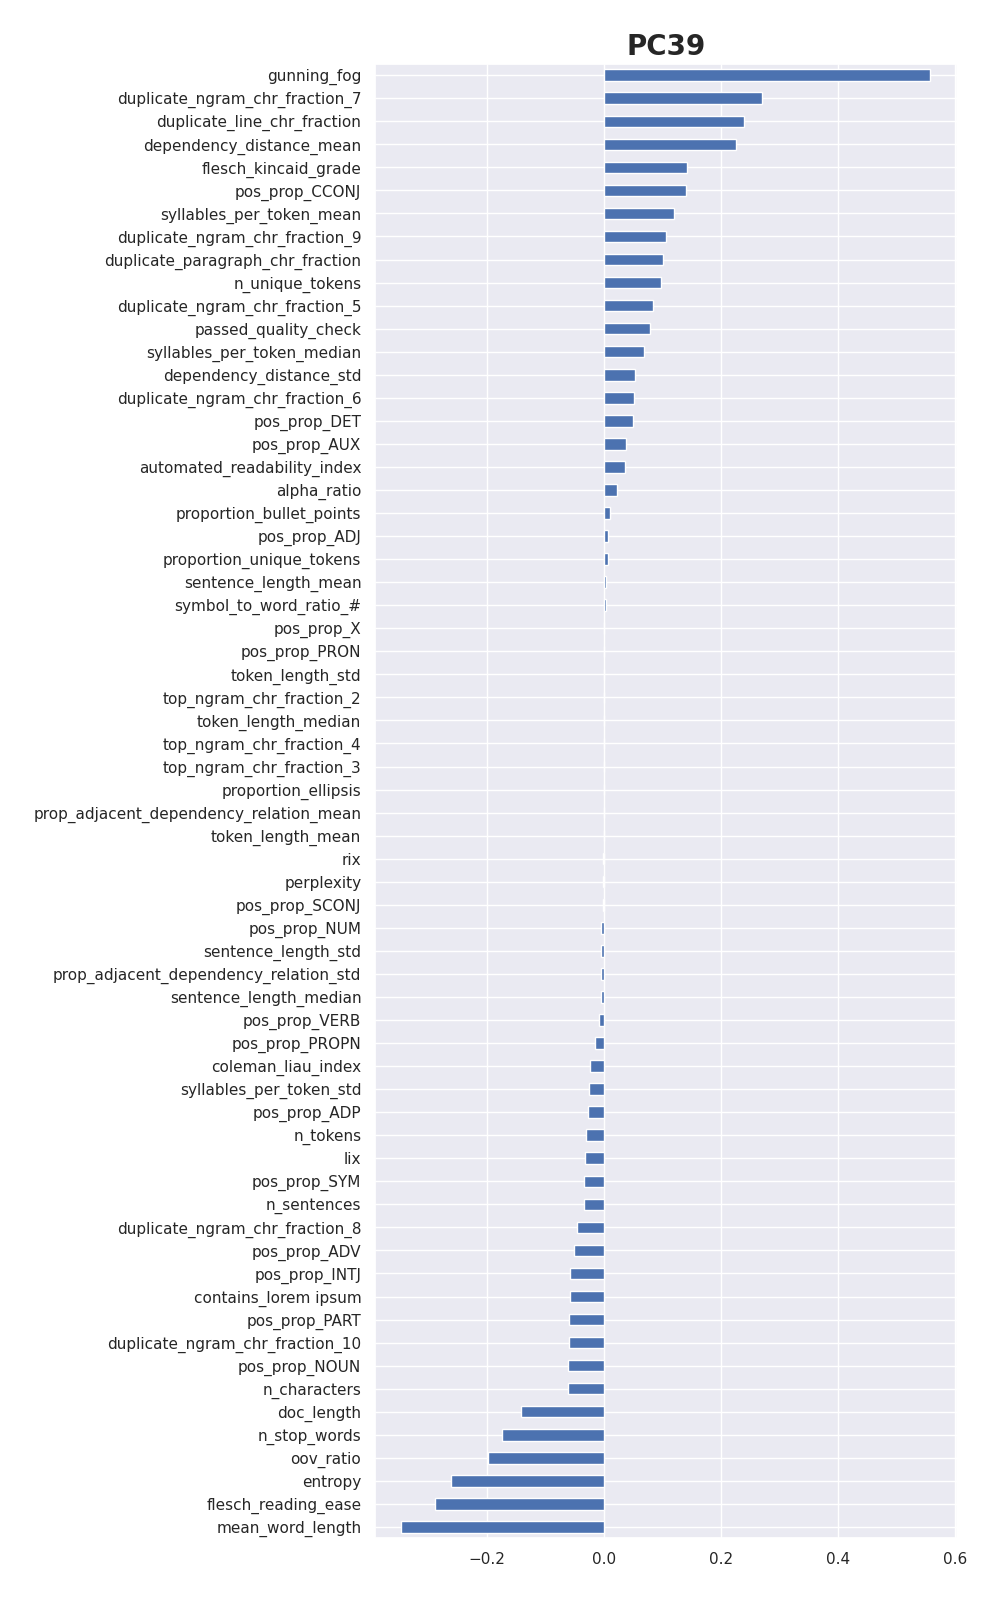 PC39
gunning_fog
duplicate_ngram_chr_fraction_7
duplicate_line_chr_fraction
dependency_distance_mean
flesch_kincaid_grade
pos_prop_CCONJ
syllables_per_token_mean
duplicate_ngram_chr_fraction_9
duplicate_paragraph_chr_fraction
n_unique_tokens
duplicate_ngram_chr_fraction_5
passed_quality_check
syllables_per_token_median
dependency_distance_std
duplicate_ngram_chr_fraction_6
pos_prop_DET
pos_prop_AUX
automated_readability_index
alpha_ratio
proportion_bullet_points
pos_prop_ADJ
proportion_unique_tokens
sentence_length_mean
symbol_to_word_ratio_#
pos_prop_X
pos_prop_PRON
token_length_std
top_ngram_chr_fraction_2
token_length_median
top_ngram_chr_fraction_4
top_ngram_chr_fraction_3
proportion_ellipsis
prop_adjacent_dependency_relation_mean
token_length_mean
rix
perplexity
pos_prop_SCONJ
pos_prop_NUM
sentence_length_std
prop_adjacent_dependency_relation_std
sentence_length_median
pos_prop_VERB
pos_prop_PROPN
coleman_liau_index
syllables_per_token_std
pos_prop_ADP
n_tokens
lix
pos_prop_SYM
n_sentences
duplicate_ngram_chr_fraction_8
pos_prop_ADV
pos_prop_INTJ
contains_lorem ipsum
pos_prop_PART
duplicate_ngram_chr_fraction_10
pos_prop_NOUN
n_characters
doc_length
n_stop_words
oov_ratio
entropy
flesch_reading_ease
mean_word_length
−0.2 0.0 0.2 0.4 0.6